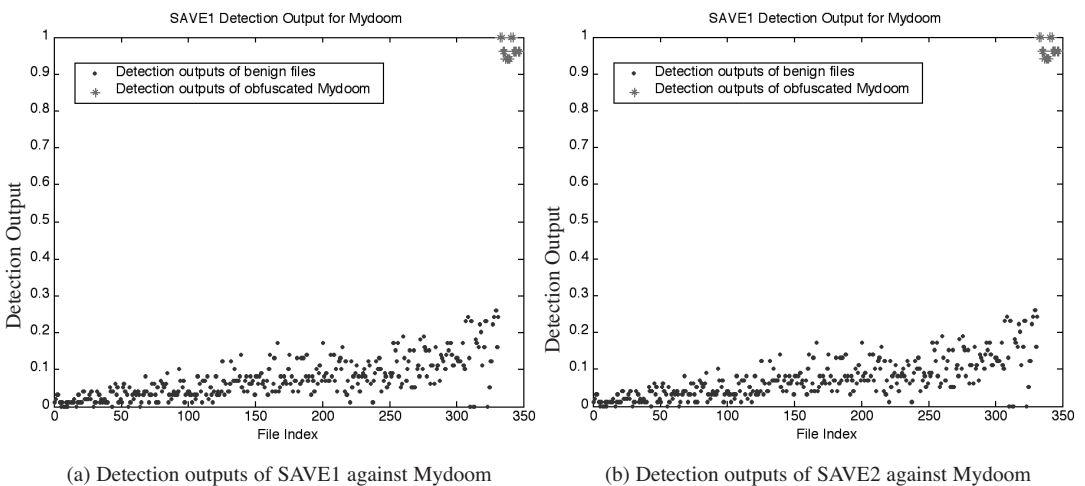 SAVE1 Detection Output for Mydoom
1
0.9
0.8
0.7
0.6
0.5
0.4
0.3
0.2
0.1
0
Detection outputs of benign files
Detection outputs of obfuscated Mydoom
Detection Output
0 50 100 150 200 250 300 350
File Index
(a) Detection outputs of SAVE1 against Mydoom
SAVE1 Detection Output for Mydoom
1
0.9
0.8
0.7
0.6
0.5
0.4
0.3
0.2
0.1
0
Detection outputs of benign files
Detection outputs of obfuscated Mydoom
Detection Output
0 50 100 150 200 250 300 350
File Index
(b) Detection outputs of SAVE2 against Mydoom